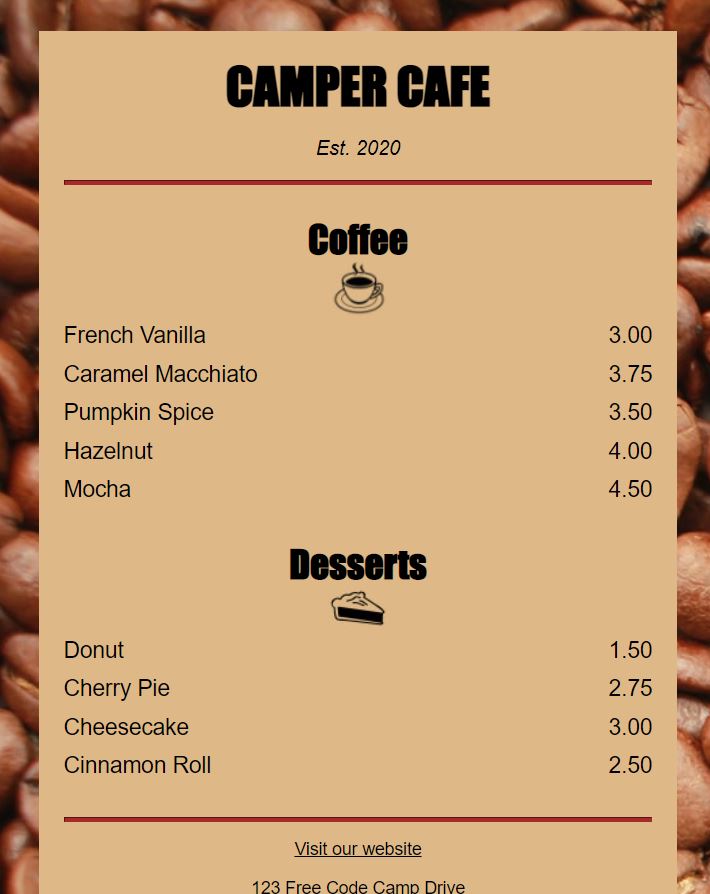 CAMPER CAFE
Est. 2020
Coffee
French Vanilla 3.00
Caramel Macchiato 3.75
Pumpkin Spice 3.50
Hazelnut 4.00
Mocha 4.50
Desserts
Donut 1.50
Cherry Pie 2.75
Cheesecake 3.00
Cinnamon Roll 2.50
Visit our website
123 Free Code Camp Drive